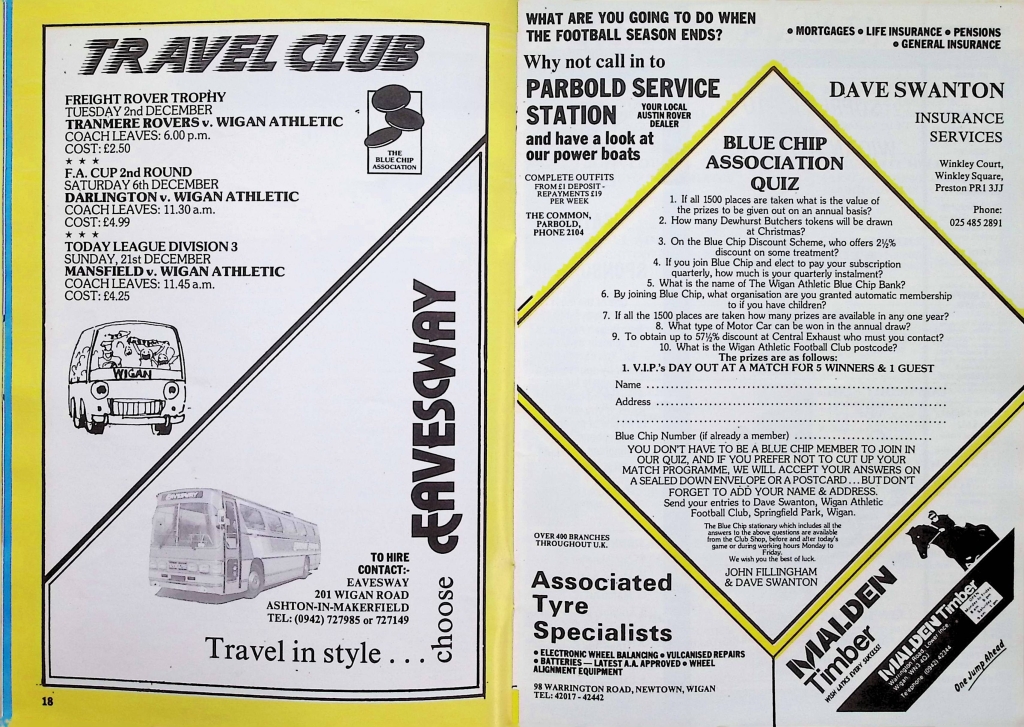 TRAVEL CLUB
FREIGHT ROVER TROPHY
TUESDAY 2nd DECEMBER
TRANMERE ROVERS v. WIGAN ATHLETIC
COACH LEAVES: 6.00 p.m.
COST: £2.50
★ ★ ★
F.A. CUP 2nd ROUND
SATURDAY 6th DECEMBER
DARLINGTON v. WIGAN ATHLETIC
COACH LEAVES: 11.30 a.m.
COST: £4.99
★ ★ ★
TODAY LEAGUE DIVISION 3
SUNDAY, 21st DECEMBER
MANSFIELD v. WIGAN ATHLETIC
COACH LEAVES: 11.45 a.m.
COST: £4.25
THE
BLUE CHIP
ASSOCIATION
WIGAN
EAVESWAY
EAVESWAY
TO HIRE
CONTACT:-
EAVESWAY
201 WIGAN ROAD
ASHTON-IN-MAKERFIELD
TEL: (0942) 727985 or 727149
Travel in style . . . choose
18
WHAT ARE YOU GOING TO DO WHEN
THE FOOTBALL SEASON ENDS?
Why not call in to
PARBOLD SERVICE
STATION
YOUR LOCAL
AUSTIN ROVER
DEALER
and have a look at
our power boats
COMPLETE OUTFITS
FROM £1 DEPOSIT -
REPAYMENTS £19
PER WEEK
THE COMMON,
PARBOLD,
PHONE 2104
• MORTGAGES • LIFE INSURANCE • PENSIONS
• GENERAL INSURANCE
DAVE SWANTON
INSURANCE
SERVICES
Winkley Court,
Winkley Square,
Preston PR1 3JJ
Phone:
025 485 2891
BLUE CHIP
ASSOCIATION
QUIZ
1. If all 1500 places are taken what is the value of
the prizes to be given out on an annual basis?
2. How many Dewhurst Butchers tokens will be drawn
at Christmas?
3. On the Blue Chip Discount Scheme, who offers 2½%
discount on some treatment?
4. If you join Blue Chip and elect to pay your subscription
quarterly, how much is your quarterly instalment?
5. What is the name of The Wigan Athletic Blue Chip Bank?
6. By joining Blue Chip, what organisation are you granted automatic membership
to if you have children?
7. If all the 1500 places are taken how many prizes are available in any one year?
8. What type of Motor Car can be won in the annual draw?
9. To obtain up to 57½% discount at Central Exhaust who must you contact?
10. What is the Wigan Athletic Football Club postcode?
The prizes are as follows:
1. V.I.P.'s DAY OUT AT A MATCH FOR 5 WINNERS & 1 GUEST
Name
Address
Blue Chip Number (if already a member)
YOU DON'T HAVE TO BE A BLUE CHIP MEMBER TO JOIN IN
OUR QUIZ, AND IF YOU PREFER NOT TO CUT UP YOUR
MATCH PROGRAMME, WE WILL ACCEPT YOUR ANSWERS ON
A SEALED DOWN ENVELOPE OR A POSTCARD . . . BUT DON'T
FORGET TO ADD YOUR NAME & ADDRESS.
Send your entries to Dave Swanton, Wigan Athletic
Football Club, Springfield Park, Wigan.
The Blue Chip stationary which includes all the
answers to the above questions are available
from the Club Shop, before and after today's
game or during working hours Monday to
Friday.
We wish you the best of luck.
JOHN FILLINGHAM
& DAVE SWANTON
OVER 400 BRANCHES
THROUGHOUT U.K.
Associated
Tyre
Specialists
• ELECTRONIC WHEEL BALANCING • VULCANISED REPAIRS
• BATTERIES — LATEST A.A. APPROVED • WHEEL
ALIGNMENT EQUIPMENT
98 WARRINGTON ROAD, NEWTOWN, WIGAN
TEL: 42017 - 42442
MALDEN
Timber
WISH LATICS EVERY SUCCESS!
MALDEN Timber
Warrington Road, Lower Ince
Wigan. WN3 4QJ
Telephone (0942) 42344
One Jump Ahead